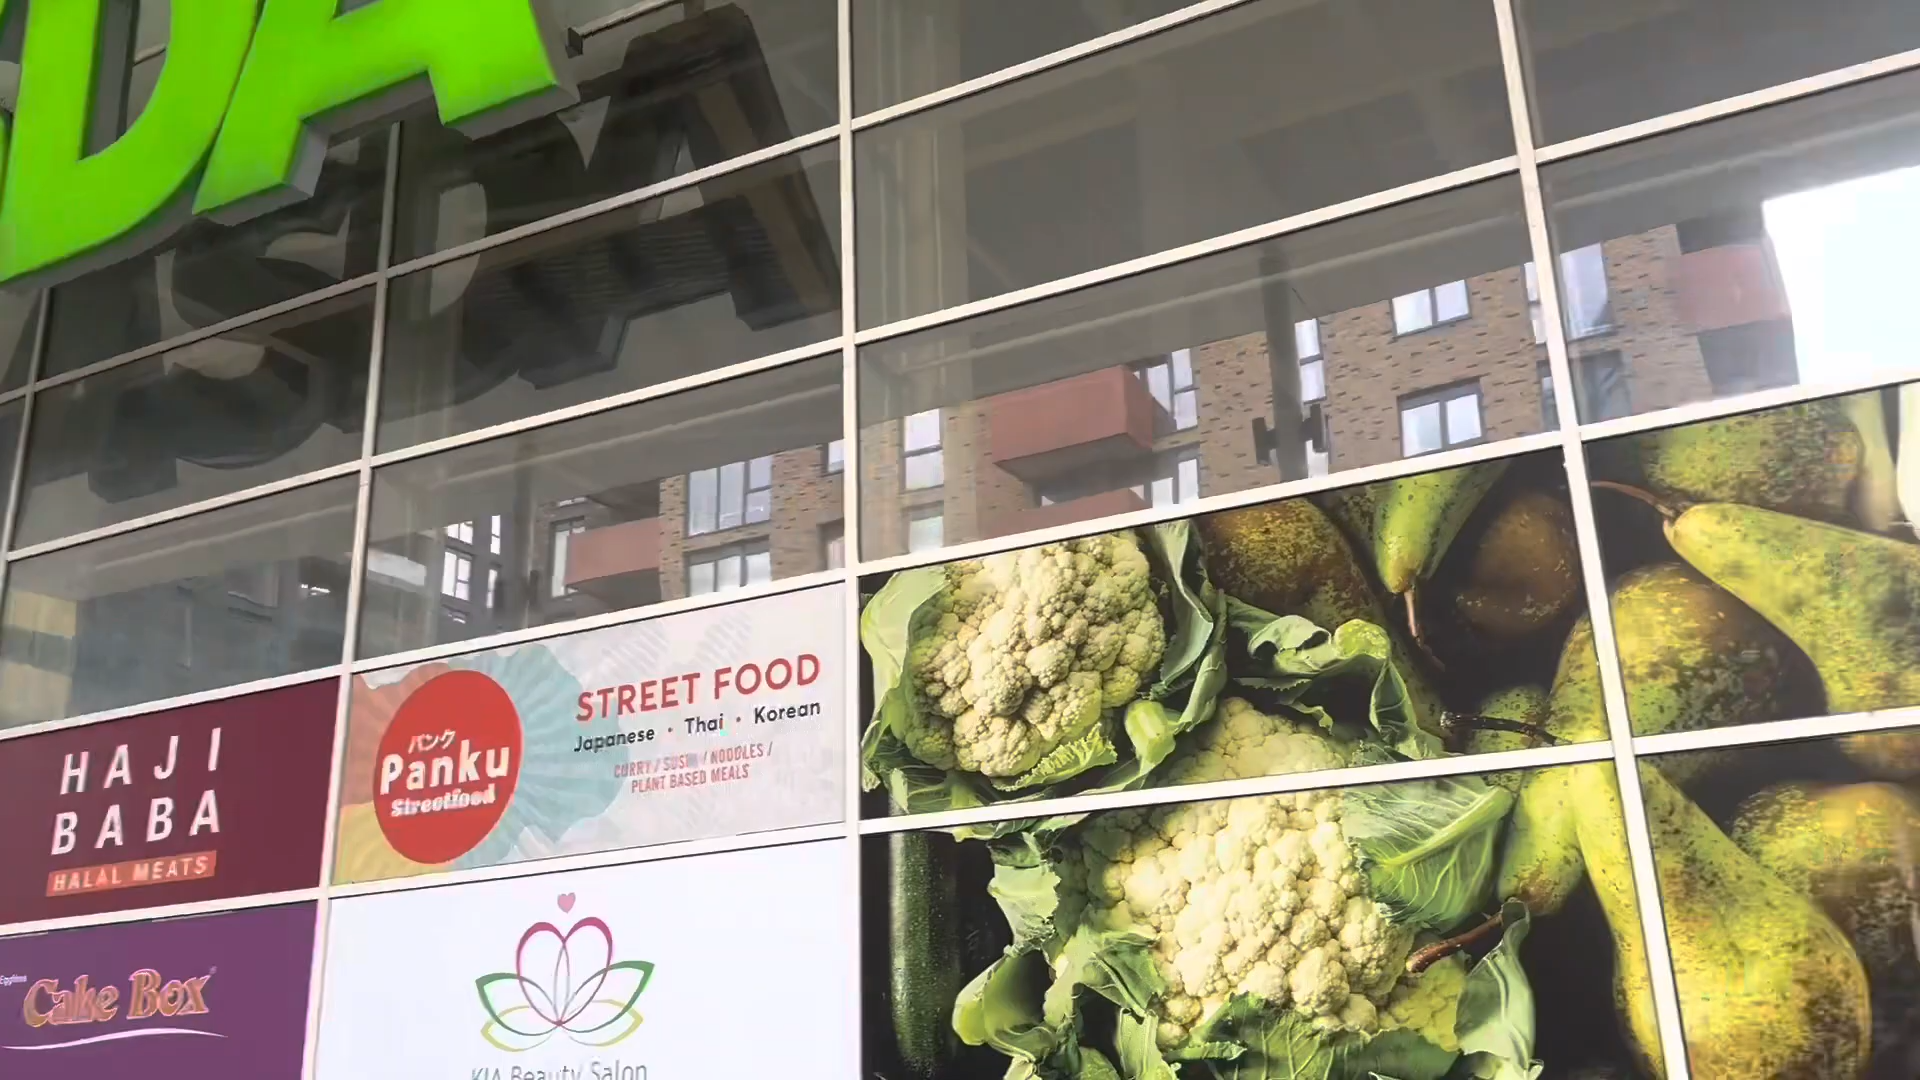 DA
HAJI
BABA
HALAL MEATS
パンク
Panku
Streetfood
STREET FOOD
Japanese • Thai • Korean
CURRY / SUSHI / NOODLES /
PLANT BASED MEALS
Eggfree
Cake Box
KIA Beauty Salon